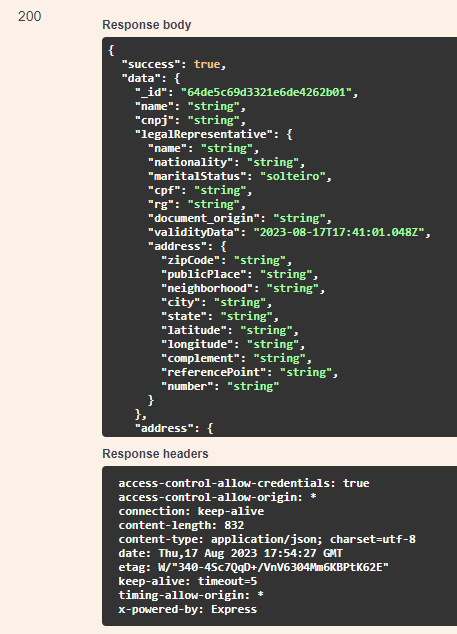 200
Response body
{
"success": true,
"data": {
"_id": "64de5c69d3321e6de4262b01",
"name": "string",
"cnpj": "string",
"legalRepresentative": {
"name": "string",
"nationality": "string",
"maritalStatus": "solteiro",
"cpf": "string",
"rg": "string",
"document_origin": "string",
"validityData": "2023-08-17T17:41:01.048Z",
"address": {
"zipCode": "string",
"publicPlace": "string",
"neighborhood": "string",
"city": "string",
"state": "string",
"latitude": "string",
"longitude": "string",
"complement": "string",
"referencePoint": "string",
"number": "string"
}
},
"address": {
Response headers
access-control-allow-credentials: true
access-control-allow-origin: *
connection: keep-alive
content-length: 832
content-type: application/json; charset=utf-8
date: Thu,17 Aug 2023 17:54:27 GMT
etag: W/"340-4Sc7QqD+/VnV6304Mm6KBPtK62E"
keep-alive: timeout=5
timing-allow-origin: *
x-powered-by: Express